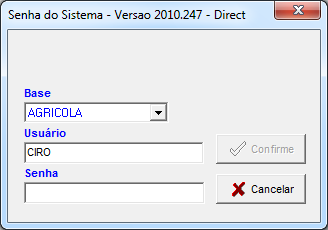 Senha do Sistema - Versao 2010.247 - Direct
Base
AGRICOLA
Usuário
CIRO
Confirme
Senha
Cancelar